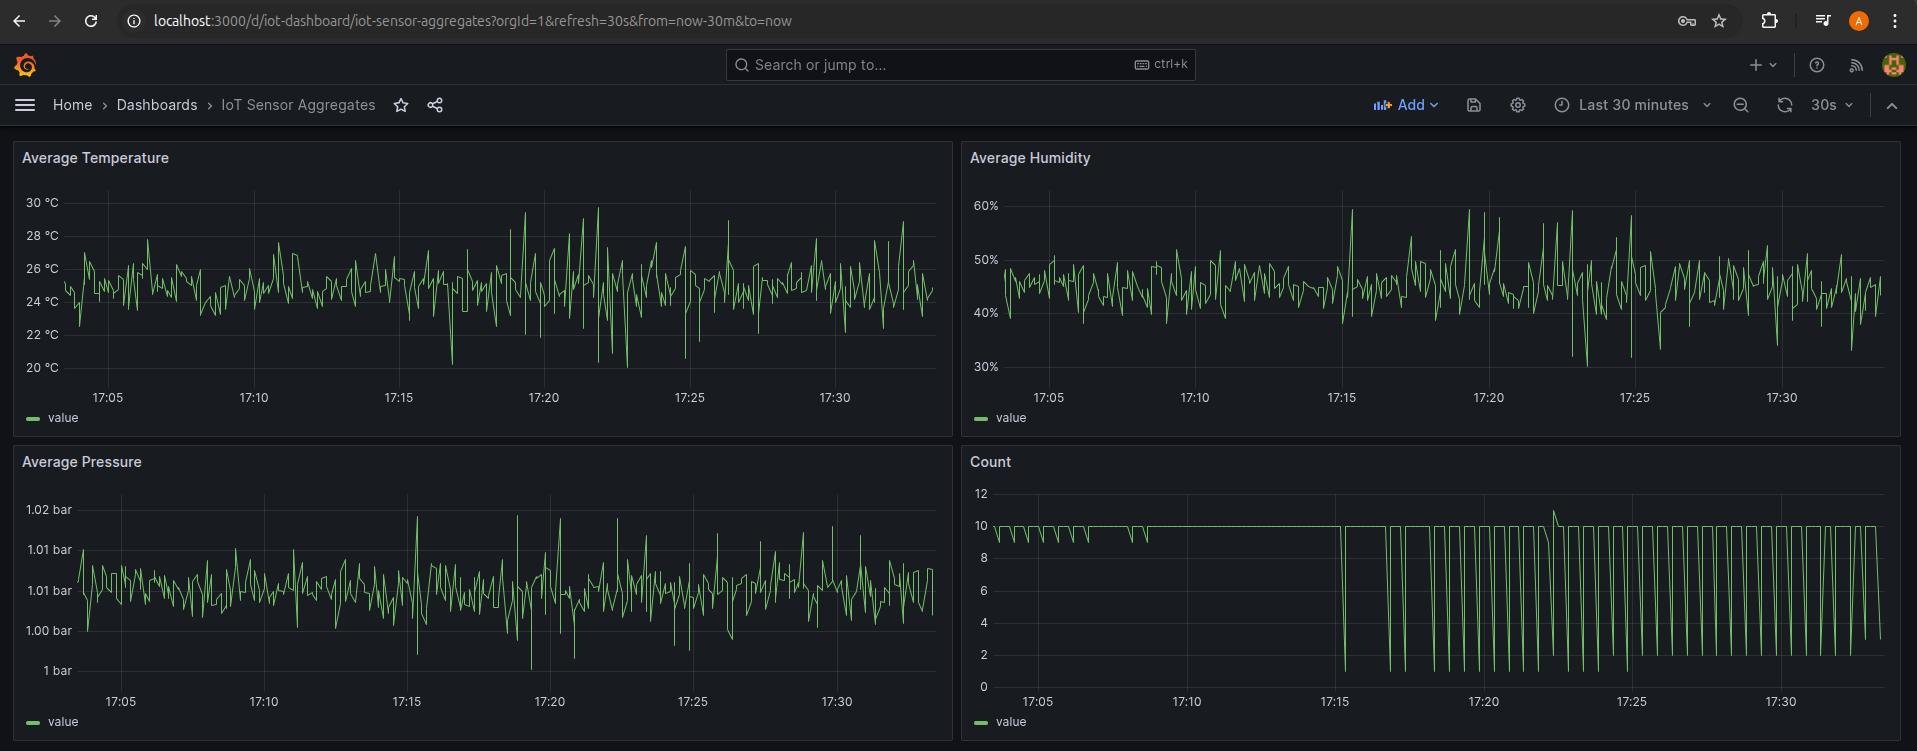 localhost:3000/d/iot-dashboard/iot-sensor-aggregates?orgId=1&refresh=30s&from=now-30m&to=now
A
Search or jump to...
ctrl+k
Home › Dashboards › IoT Sensor Aggregates
Add
Last 30 minutes
30s
Average Temperature
30 °C
28 °C
26 °C
24 °C
22 °C
20 °C
17:05 17:10 17:15 17:20 17:25 17:30
value
Average Humidity
60%
50%
40%
30%
17:05 17:10 17:15 17:20 17:25 17:30
value
Average Pressure
1.02 bar
1.01 bar
1.01 bar
1.00 bar
1 bar
17:05 17:10 17:15 17:20 17:25 17:30
value
Count
12
10
8
6
4
2
0
17:05 17:10 17:15 17:20 17:25 17:30
value